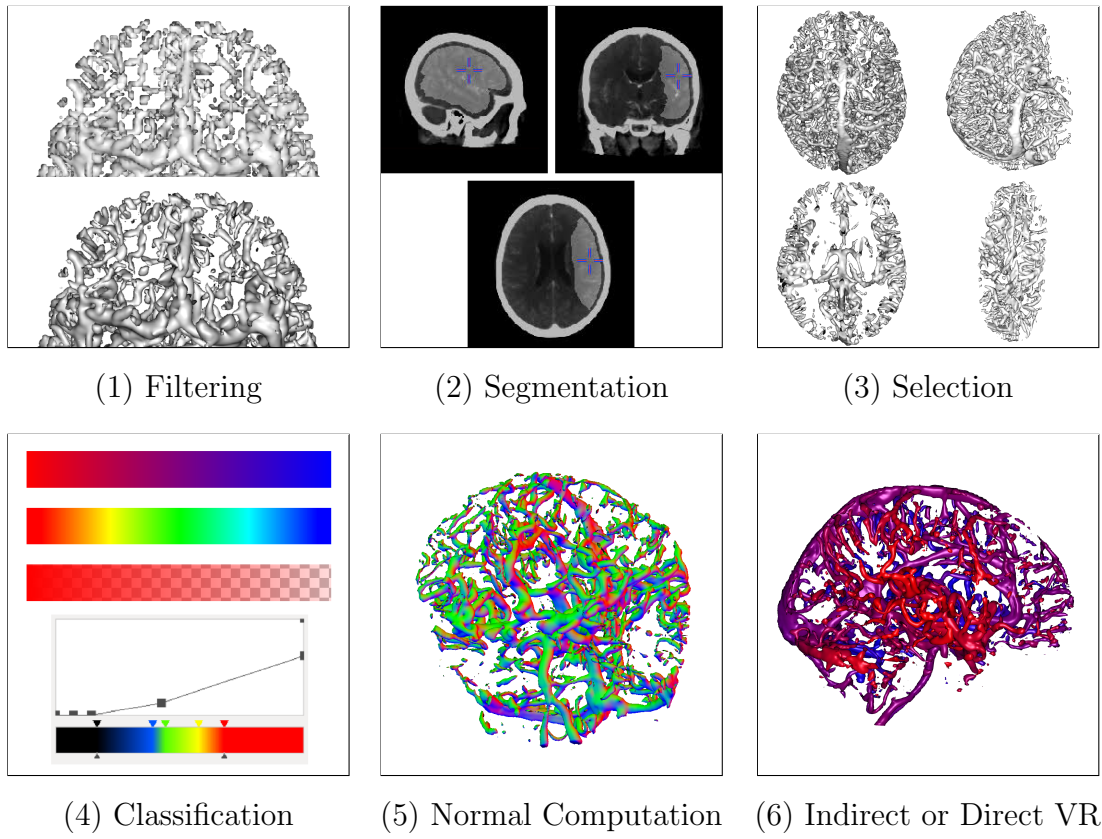 (1) Filtering
(2) Segmentation
(3) Selection
(4) Classification
(5) Normal Computation
(6) Indirect or Direct VR